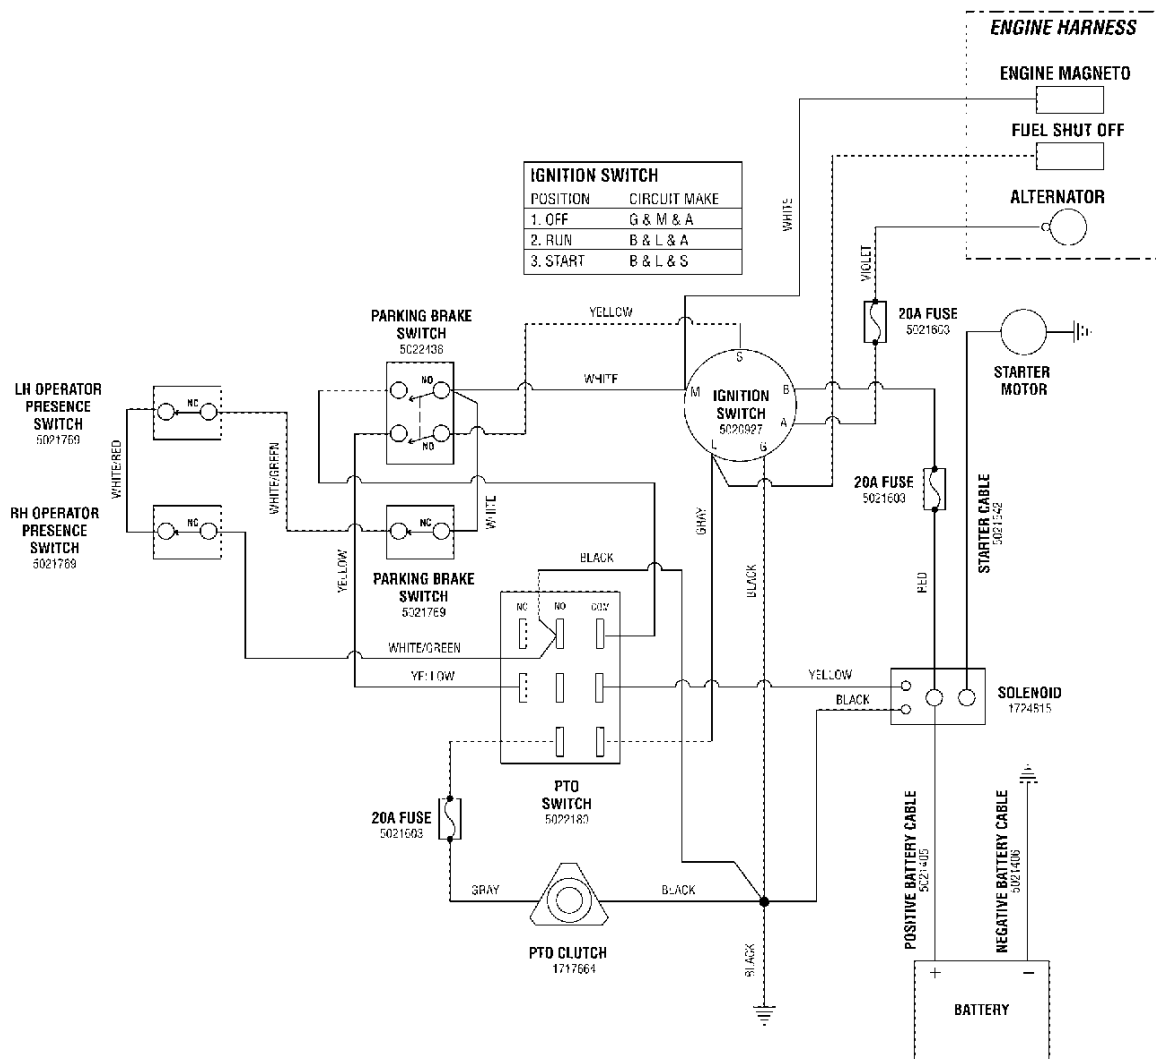 ENGINE HARNESS
ENGINE MAGNETO
FUEL SHUT OFF
ALTERNATOR
IGNITION SWITCH
POSITION CIRCUIT MAKE
1. OFF G & M & A
2. RUN B & L & A
3. START B & L & S
WHITE
VIOLET
20A FUSE
5021603
STARTER
MOTOR
PARKING BRAKE
SWITCH
5022436
NO
NO
YELLOW
WHITE
S
M
B
A
L
G
IGNITION
SWITCH
5020927
LH OPERATOR
PRESENCE
SWITCH
5021769
NC
WHITE/RED
WHITE/GREEN
RH OPERATOR
PRESENCE
SWITCH
5021769
NC
NC
WHITE
PARKING BRAKE
SWITCH
5021769
YELLOW
GRAY
BLACK
BLACK
20A FUSE
5021603
RED
STARTER CABLE
NC NO COM
WHITE/GREEN
YELLOW
YELLOW
BLACK
SOLENOID
1724815
PTO
SWITCH
5022180
20A FUSE
5021603
GRAY
BLACK
PTO CLUTCH
1717664
BLACK
POSITIVE BATTERY CABLE
5021405
NEGATIVE BATTERY CABLE
5021406
+ −
BATTERY